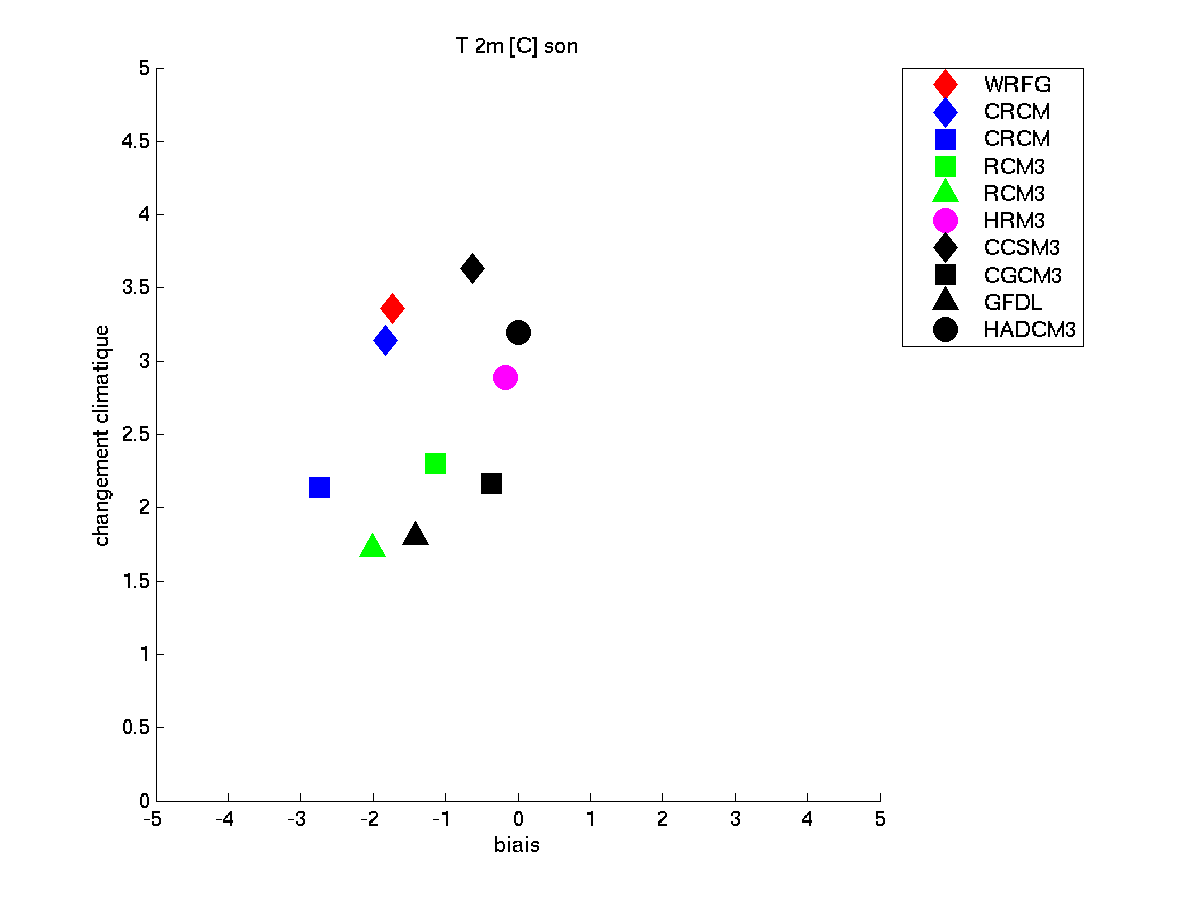 T 2m [C] son
5
4.5
4
3.5
3
2.5
2
1.5
1
0.5
0
changement climatique
-5 -4 -3 -2 -1 0 1 2 3 4 5
biais
WRFG
CRCM
CRCM
RCM3
RCM3
HRM3
CCSM3
CGCM3
GFDL
HADCM3